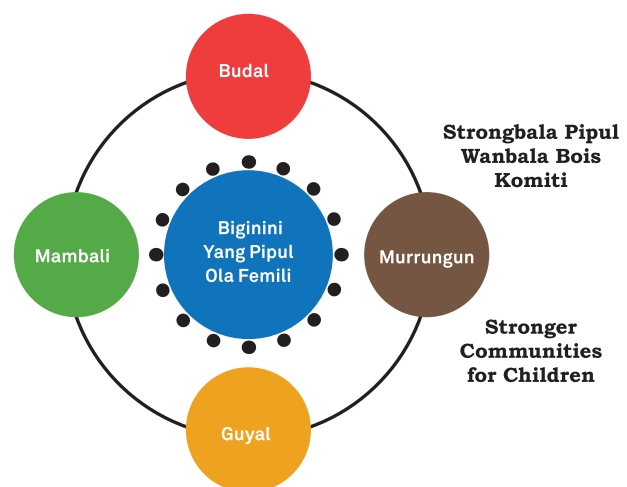 Budal
Strongbala Pipul
Wanbala Bois
Komiti
Mambali
Biginini
Yang Pipul
Ola Femili
Murrungun
Stronger
Communities
for Children
Guyal